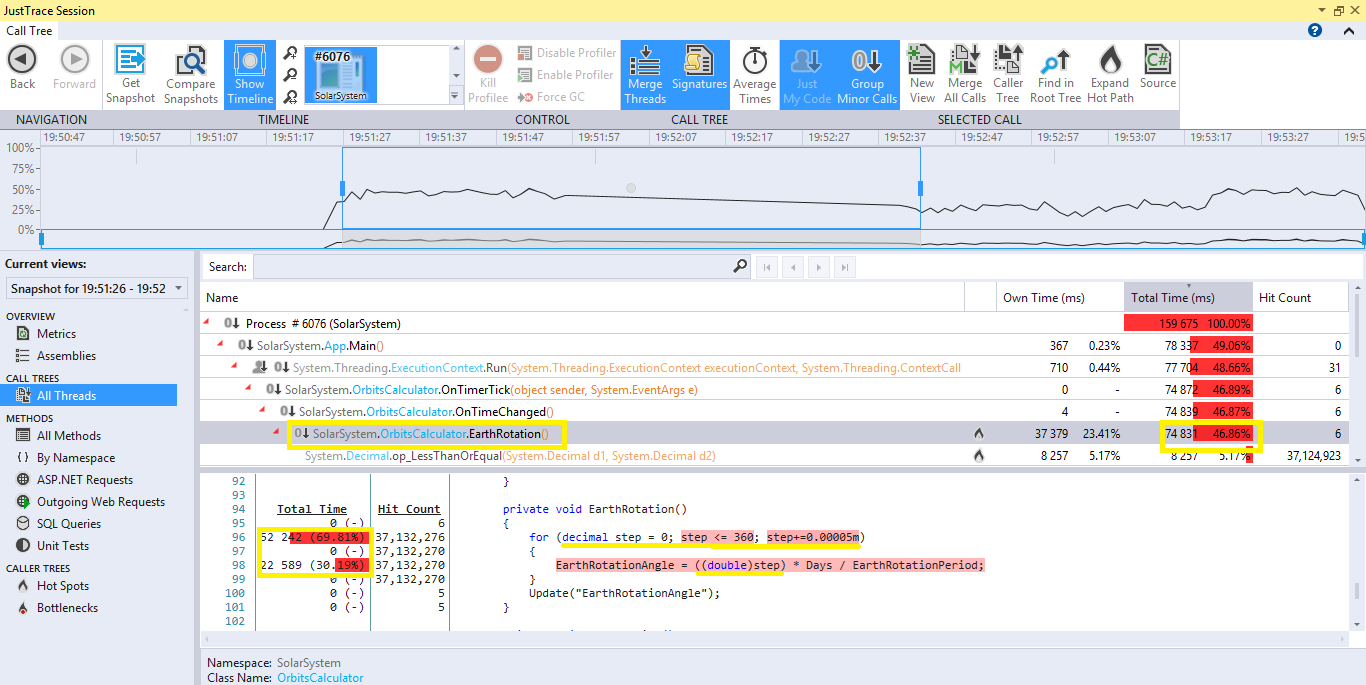 JustTrace Session
Call Tree
Back Forward Get Snapshot Compare Snapshots Show Timeline #6076 SolarSystem Kill Profilee Disable Profiler Enable Profiler Force GC Merge Threads Signatures Average Times Just My Code Group Minor Calls New View Merge All Calls Caller Tree Find in Root Tree Expand Hot Path Source
NAVIGATION TIMELINE CONTROL CALL TREE SELECTED CALL
19:50:47 19:50:57 19:51:07 19:51:17 19:51:27 19:51:37 19:51:47 19:51:57 19:52:07 19:52:17 19:52:27 19:52:37 19:52:57 19:53:07 19:53:17 19:53:27 19:5
100%
75%
50%
25%
0%
Current views:
Snapshot for 19:51:26 - 19:52
OVERVIEW
Metrics
Assemblies
CALL TREES
All Threads
METHODS
All Methods
By Namespace
ASP.NET Requests
Outgoing Web Requests
SQL Queries
Unit Tests
CALLER TREES
Hot Spots
Bottlenecks
Search:
Name Own Time (ms) Total Time (ms) Hit Count
Process # 6076 (SolarSystem) 159 675 100.00%
SolarSystem.App.Main() 367 0.23% 78 337 49.06% 0
System.Threading.ExecutionContext.Run(System.Threading.ExecutionContext executionContext, System.Threading.ContextCall 710 0.44% 77 704 48.66% 31
SolarSystem.OrbitsCalculator.OnTimerTick(object sender, System.EventArgs e) 0 - 74 872 46.89% 6
SolarSystem.OrbitsCalculator.OnTimeChanged() 4 - 74 839 46.87% 6
SolarSystem.OrbitsCalculator.EarthRotation() 37 379 23.41% 74 831 46.86% 6
System.Decimal.op_LessThanOrEqual(System.Decimal d1, System.Decimal d2) 8 257 5.17% 8 257 5.17% 37,124,923
92 }
93
94 Total Time Hit Count private void EarthRotation()
95 0 (-) 6 {
96 52 242 (69.81%) 37,132,276 for (decimal step = 0; step <= 360; step+=0.00005m)
97 0 (-) 37,132,270 {
98 22 589 (30.19%) 37,132,270 EarthRotationAngle = ((double)step) * Days / EarthRotationPeriod;
99 0 (-) 37,132,270 }
100 0 (-) 5 Update("EarthRotationAngle");
101 0 (-) 5 }
102
Namespace: SolarSystem
Class Name: OrbitsCalculator